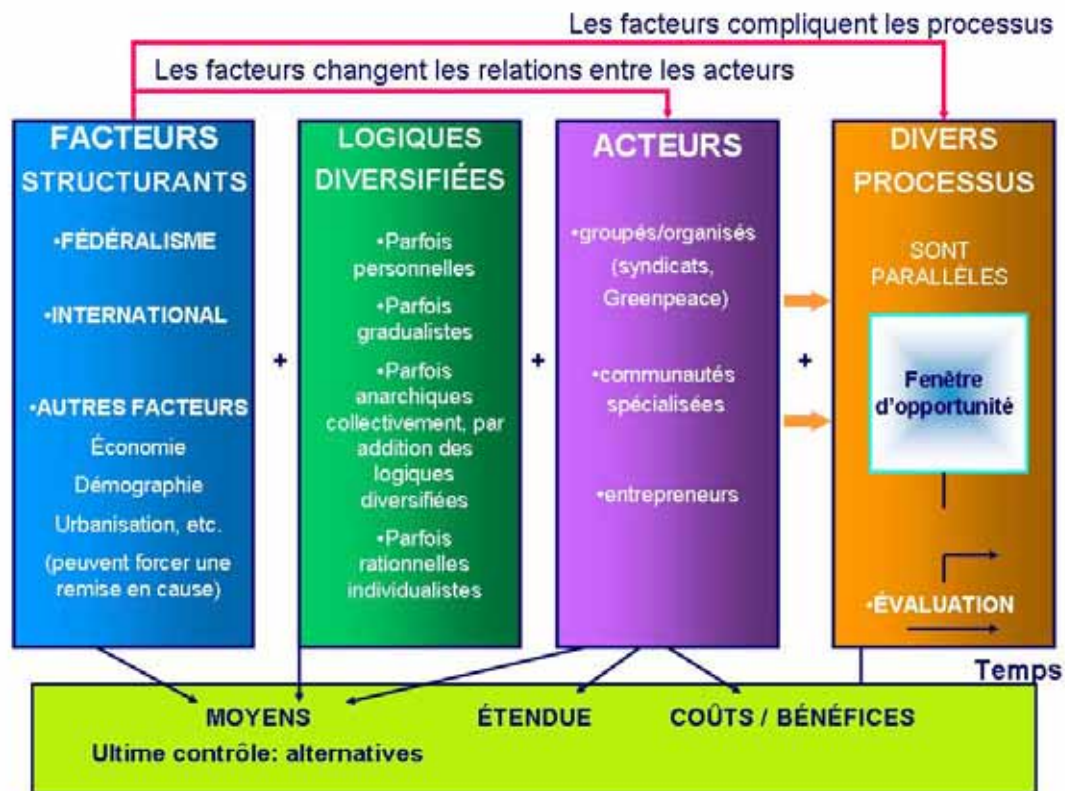 Les facteurs compliquent les processus
Les facteurs changent les relations entre les acteurs
FACTEURS
STRUCTURANTS
•FÉDÉRALISME
•INTERNATIONAL
•AUTRES FACTEURS
Économie
Démographie
Urbanisation, etc.
(peuvent forcer une
remise en cause)
+
LOGIQUES
DIVERSIFIÉES
•Parfois
personnelles
•Parfois
gradualistes
•Parfois
anarchiques
collectivement, par
addition des
logiques
diversifiées
•Parfois
rationnelles
individualistes
+
ACTEURS
•groupés/organisés
(syndicats,
Greenpeace)
•communautés
spécialisées
•entrepreneurs
+
DIVERS
PROCESSUS
SONT
PARALLÈLES
Fenêtre
d'opportunité
•ÉVALUATION
Temps
MOYENS
ÉTENDUE
COÛTS / BÉNÉFICES
Ultime contrôle: alternatives